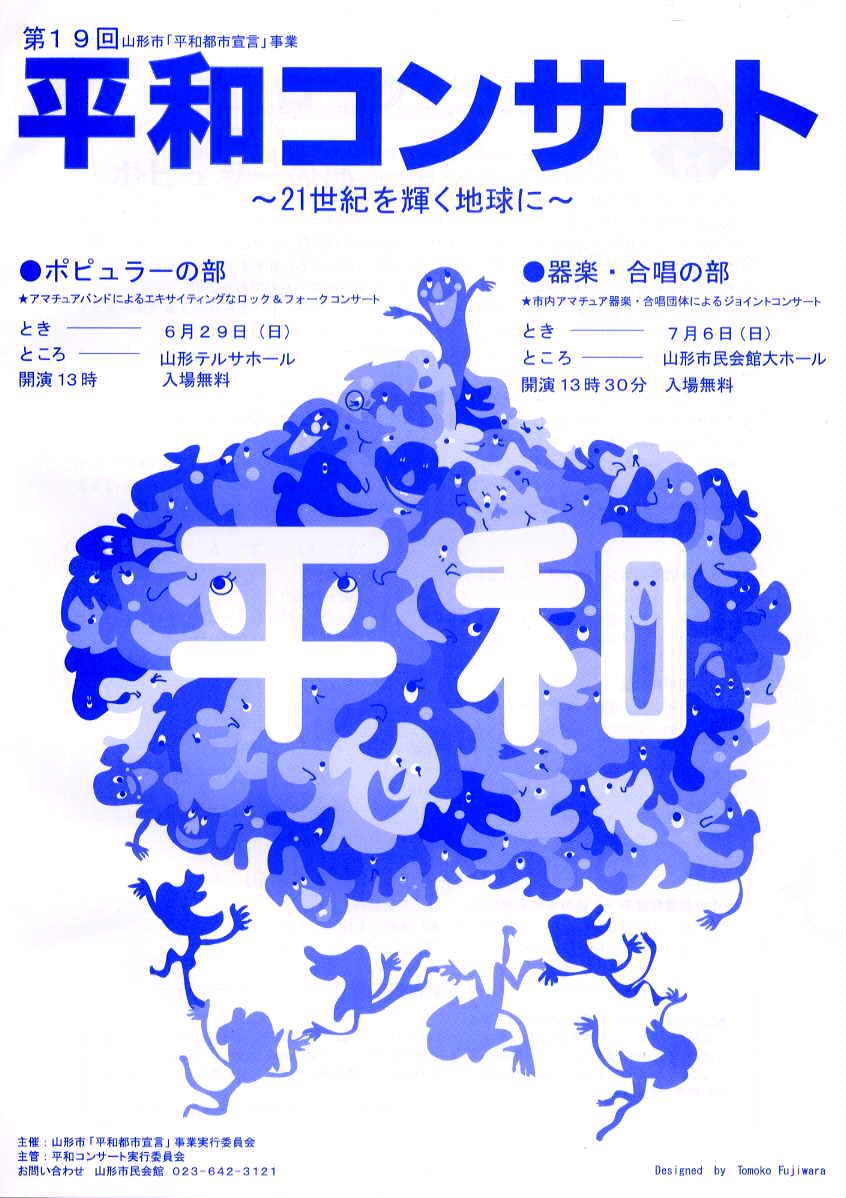 第19回山形市「平和都市宣言」事業
平和コンサート
～21世紀を輝く地球に～
●ポピュラーの部
★アマチュアバンドによるエキサイティングなロック＆フォークコンサート
とき ――― 6月29日（日）
ところ ――― 山形テルサホール
開演13時 入場無料
●器楽・合唱の部
★市内アマチュア器楽・合唱団体によるジョイントコンサート
とき ――― 7月6日（日）
ところ ――― 山形市民会館大ホール
開演13時30分 入場無料
平和
主催：山形市「平和都市宣言」事業実行委員会
主管：平和コンサート実行委員会
お問い合わせ 山形市民会館 023-642-3121
Designed by Tomoko Fujiwara